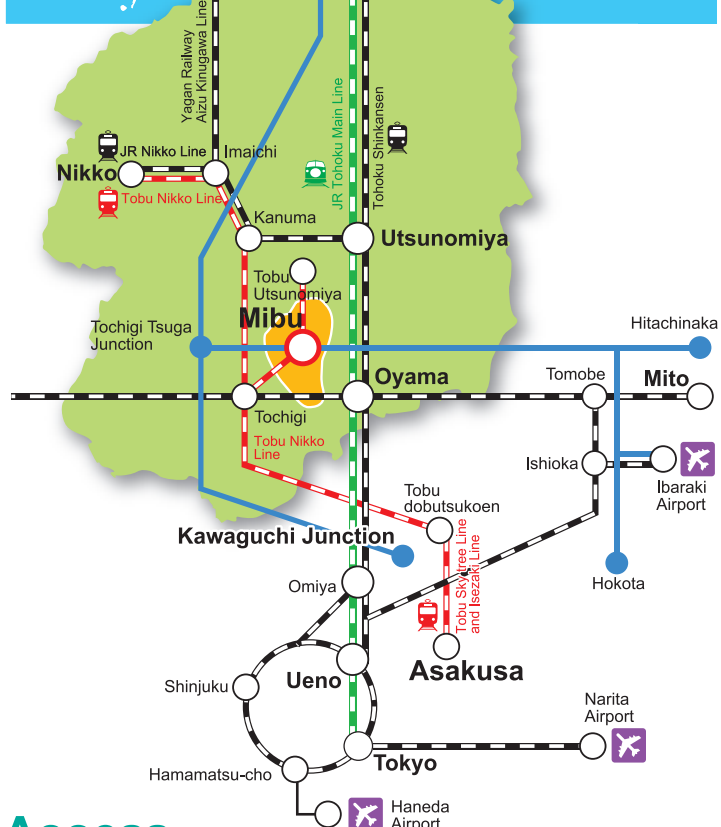 Yagan Railway
Aizu Kinugawa Line
JR Tohoku Main Line
Tohoku Shinkansen
JR Nikko Line
Imaichi
Nikko
Tobu Nikko Line
Kanuma
Utsunomiya
Tobu
Utsunomiya
Mibu
Tochigi Tsuga
Junction
Hitachinaka
Oyama
Tomobe
Mito
Tochigi
Tobu Nikko
Line
Ishioka
Ibaraki
Airport
Tobu
dobutsukoen
Kawaguchi Junction
Hokota
Omiya
Tobu Skytree Line
and Isezaki Line
Ueno
Asakusa
Shinjuku
Narita
Airport
Tokyo
Hamamatsu-cho
Haneda
Airport
Access